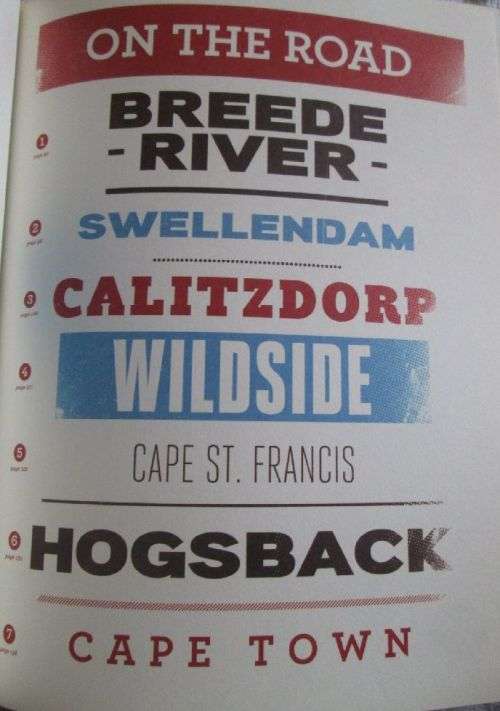 ON THE ROAD
1
BREEDE
- RIVER -
2
SWELLENDAM
3
CALITZDORP
4
WILDSIDE
5
CAPE ST. FRANCIS
6
HOGSBACK
7
CAPE TOWN